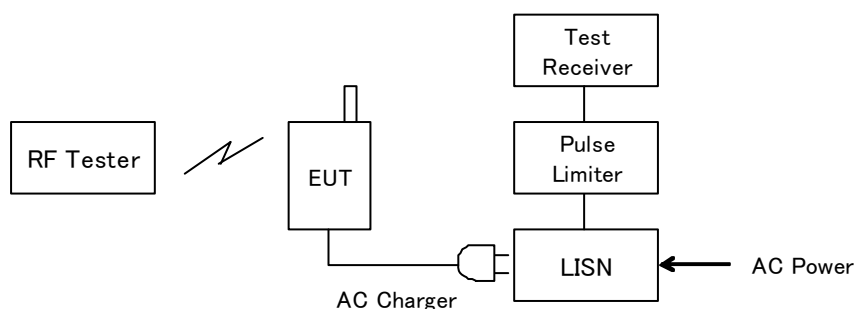 Test
Receiver
RF Tester
EUT
Pulse
Limiter
LISN
AC Power
AC Charger